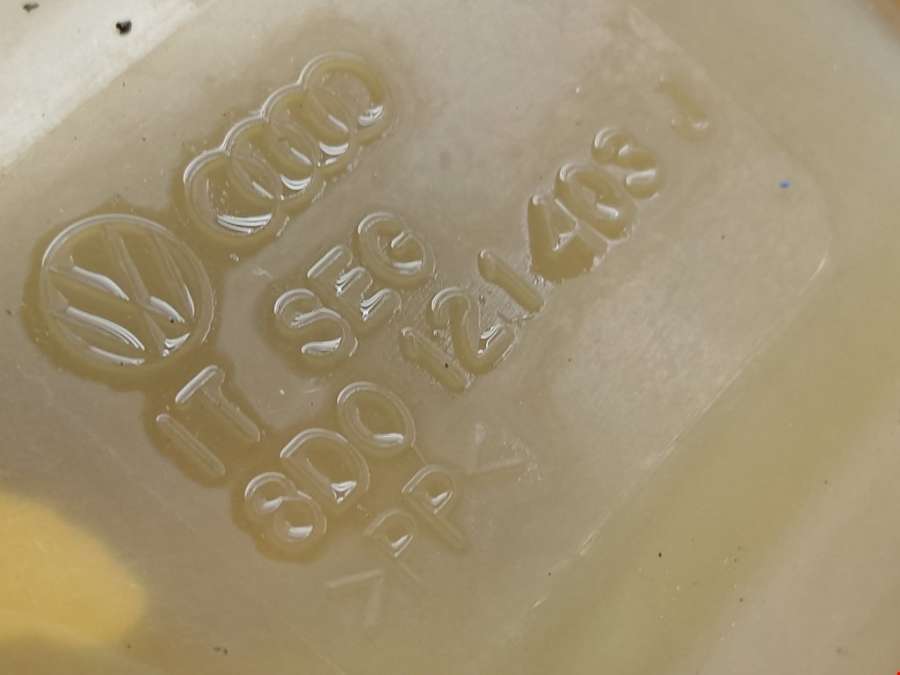 IT SEG
8D0 121 403 J
>PP<